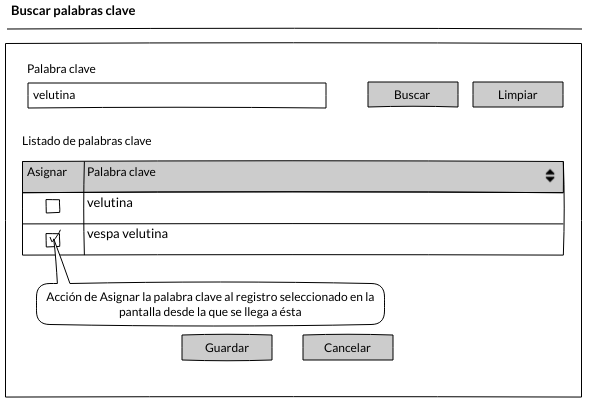 Buscar palabras clave
Palabra clave
velutina
Buscar
Limpiar
Listado de palabras clave
Asignar
Palabra clave
velutina
vespa velutina
Acción de Asignar la palabra clave al registro seleccionado en la
pantalla desde la que se llega a ésta
Guardar
Cancelar